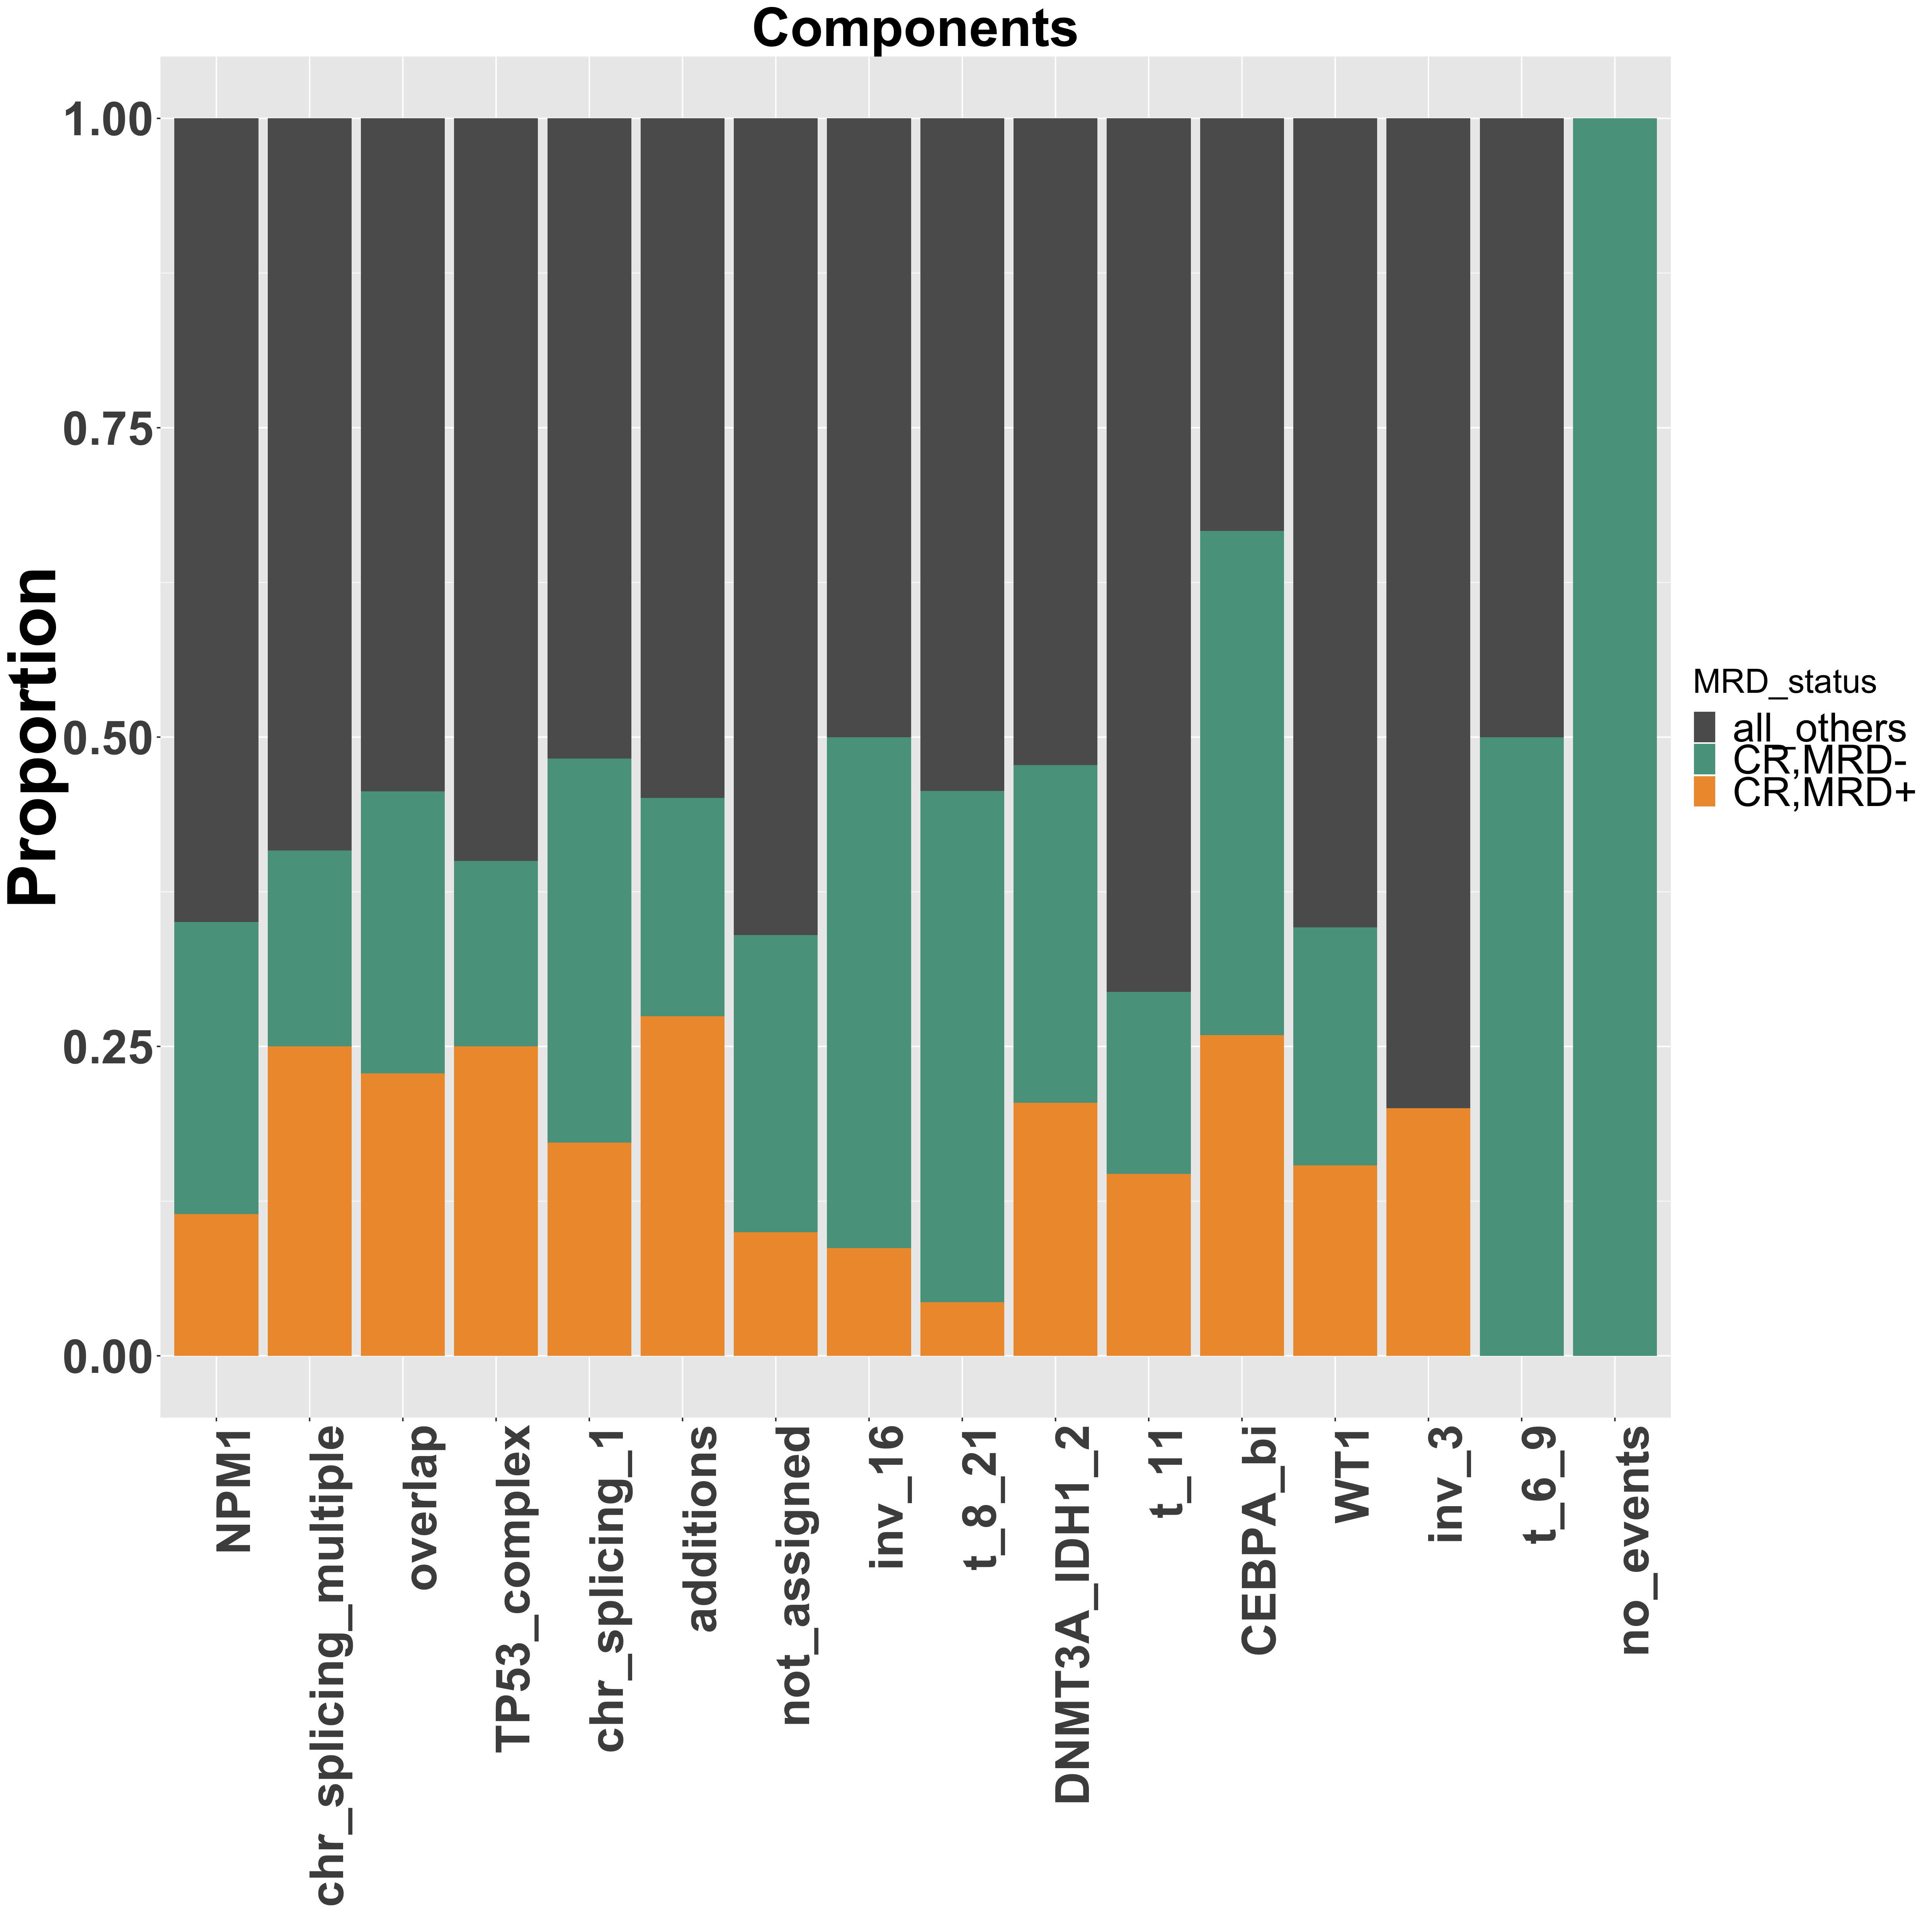 Components
Proportion
1.00
0.75
0.50
0.25
0.00
NPM1
chr_splicing_multiple
overlap
TP53_complex
chr_splicing_1
additions
not_assigned
inv_16
t_8_21
DNMT3A_IDH1_2
t_11
CEBPA_bi
WT1
inv_3
t_6_9
no_events
MRD_status
all_others
CR,MRD-
CR,MRD+